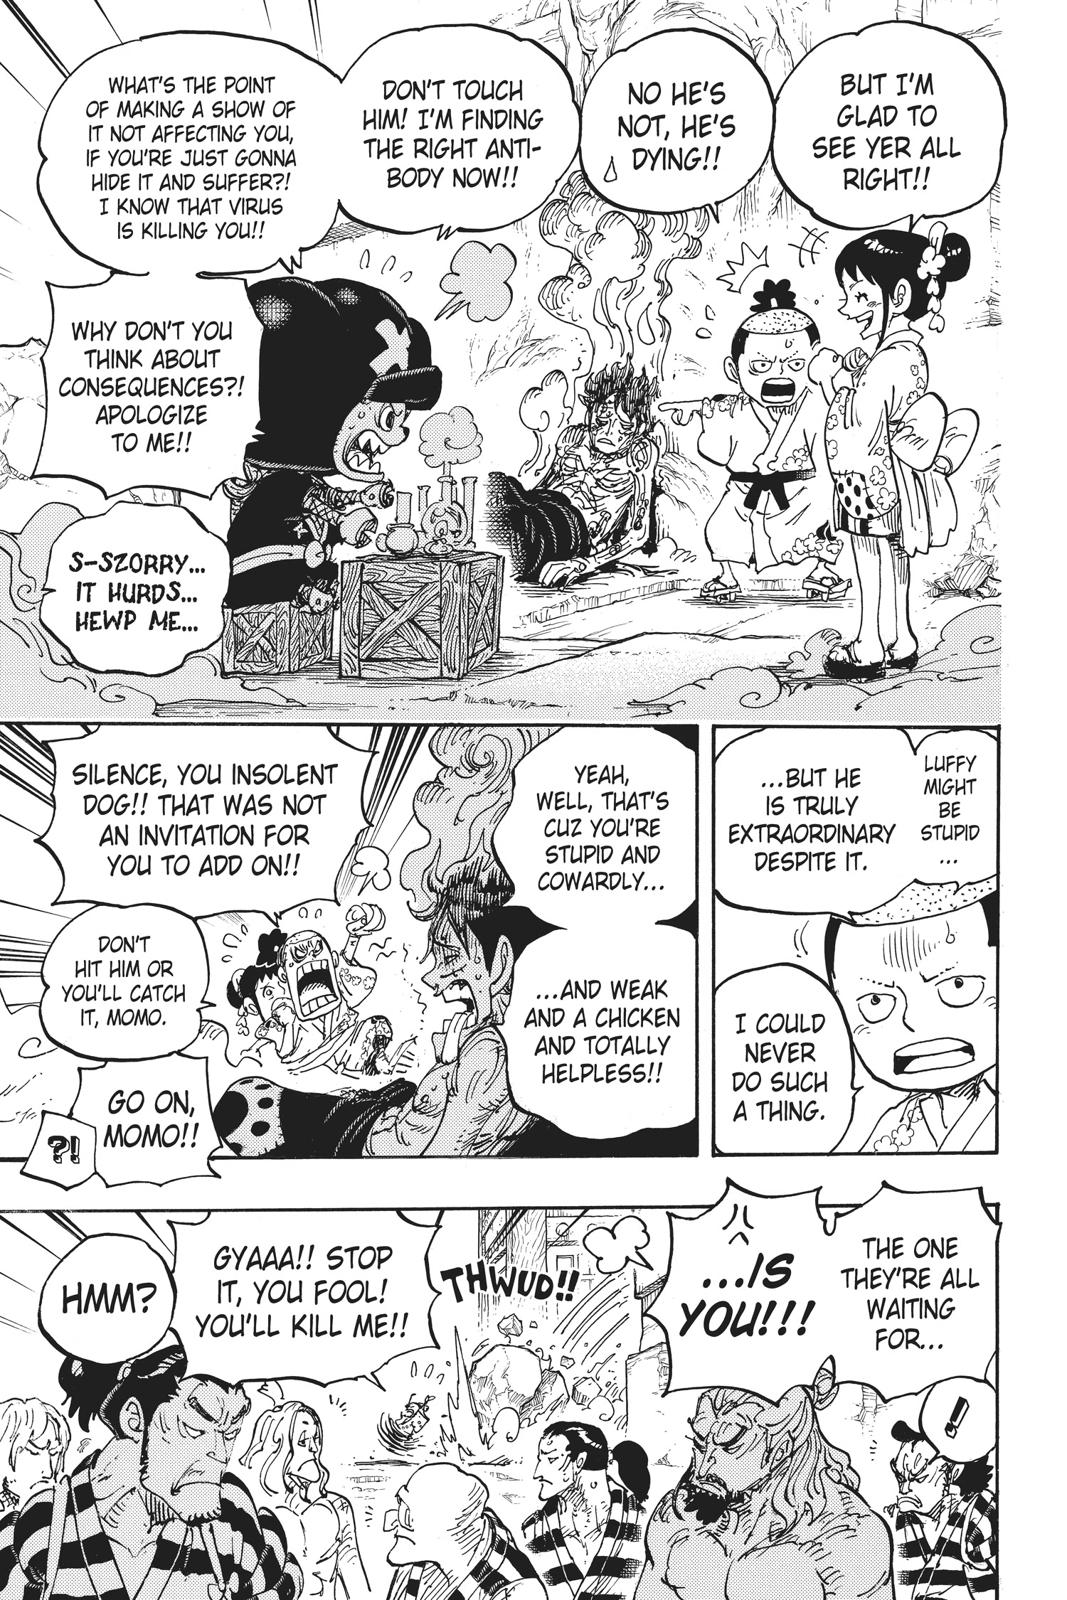 BUT I'M
GLAD TO
SEE YER ALL
RIGHT!!
NO HE'S
NOT, HE'S
DYING!!
DON'T TOUCH
HIM! I'M FINDING
THE RIGHT ANTI-
BODY NOW!!
WHAT'S THE POINT
OF MAKING A SHOW OF
IT NOT AFFECTING YOU,
IF YOU'RE JUST GONNA
HIDE IT AND SUFFER?!
I KNOW THAT VIRUS
IS KILLING YOU!!
WHY DON'T YOU
THINK ABOUT
CONSEQUENCES?!
APOLOGIZE
TO ME!!
S-SZORRY...
IT HURDS...
HEWP ME...
LUFFY
MIGHT
BE
STUPID
...
...BUT HE
IS TRULY
EXTRAORDINARY
DESPITE IT.
I COULD
NEVER
DO SUCH
A THING.
YEAH,
WELL, THAT'S
CUZ YOU'RE
STUPID AND
COWARDLY...
...AND WEAK
AND A CHICKEN
AND TOTALLY
HELPLESS!!
SILENCE, YOU INSOLENT
DOG!! THAT WAS NOT
AN INVITATION FOR
YOU TO ADD ON!!
DON'T
HIT HIM OR
YOU'LL CATCH
IT, MOMO.
GO ON,
MOMO!!
?!
THE ONE
THEY'RE ALL
WAITING
FOR...
...IS
YOU!!!
!
THWUD!!
GYAAA!! STOP
IT, YOU FOOL!
YOU'LL KILL ME!!
HMM?